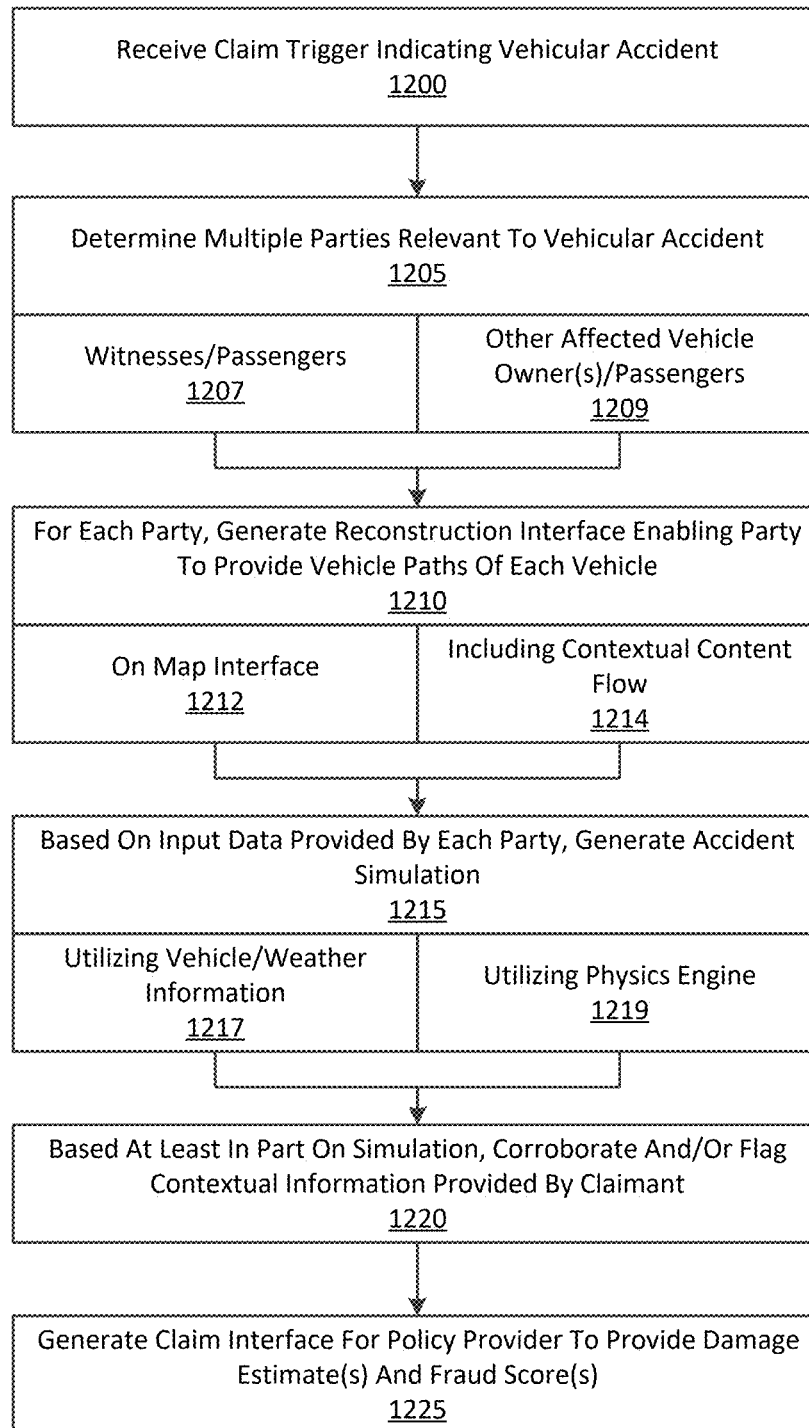 Receive Claim Trigger Indicating Vehicular Accident
1200
Determine Multiple Parties Relevant To Vehicular Accident
1205
Witnesses/Passengers
1207
Other Affected Vehicle
Owner(s)/Passengers
1209
For Each Party, Generate Reconstruction Interface Enabling Party
To Provide Vehicle Paths Of Each Vehicle
1210
On Map Interface
1212
Including Contextual Content
Flow
1214
Based On Input Data Provided By Each Party, Generate Accident
Simulation
1215
Utilizing Vehicle/Weather
Information
1217
Utilizing Physics Engine
1219
Based At Least In Part On Simulation, Corroborate And/Or Flag
Contextual Information Provided By Claimant
1220
Generate Claim Interface For Policy Provider To Provide Damage
Estimate(s) And Fraud Score(s)
1225